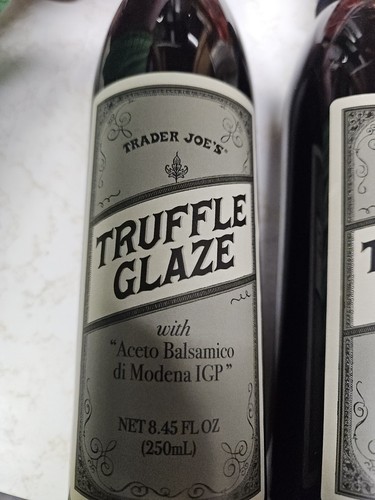 TRADER JOE'S
TRUFFLE
GLAZE
with
"Aceto Balsamico
di Modena IGP"
NET 8.45 FL OZ
(250mL)
T